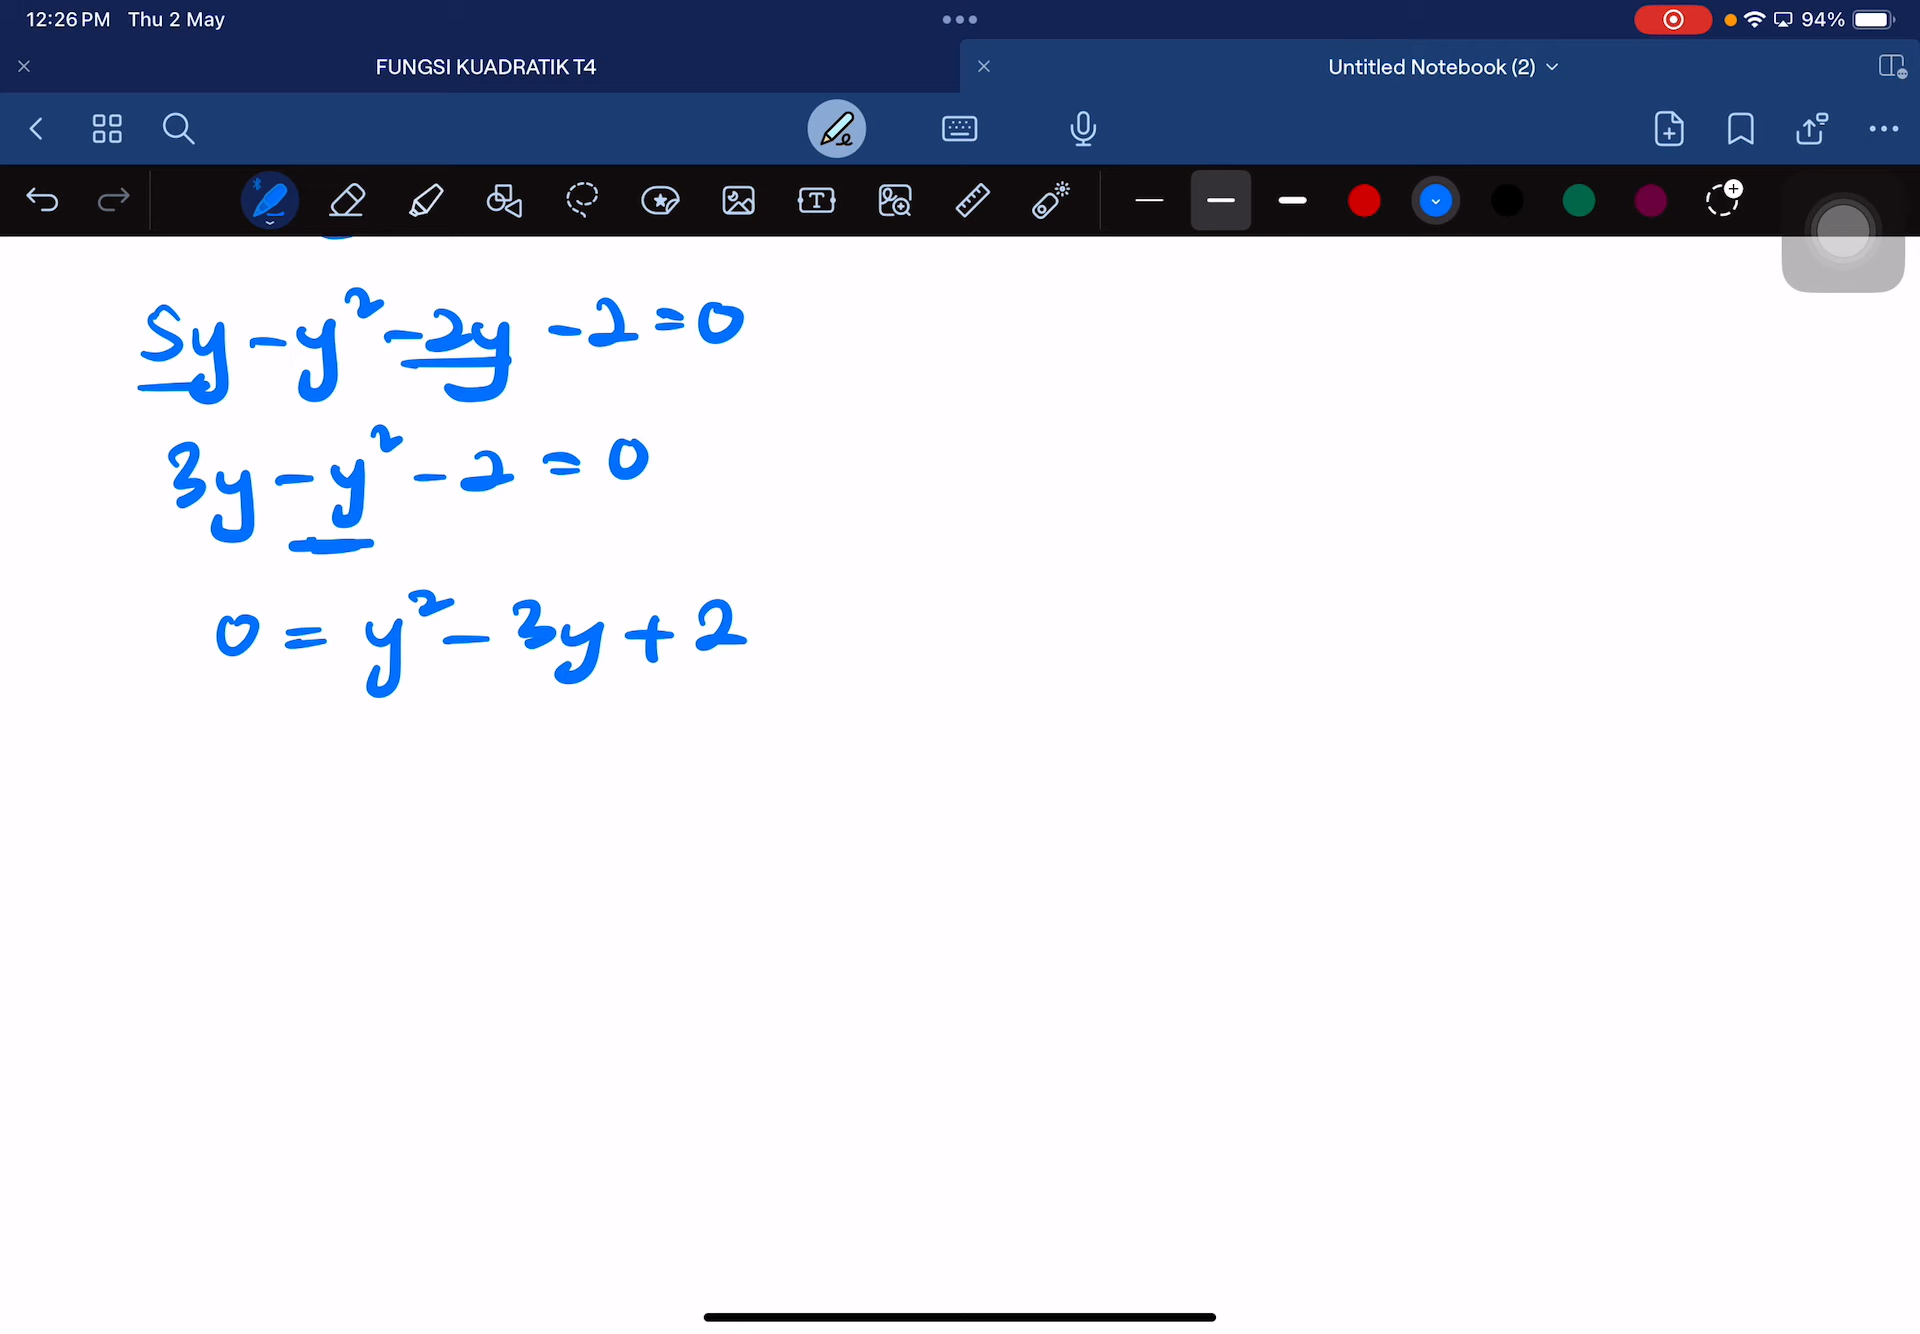 12:26 PM Thu 2 May
94%
FUNGSI KUADRATIK T4
Untitled Notebook (2)
5y - y² - 2y - 2 = 0
3y - y² - 2 = 0
0 = y² - 3y + 2